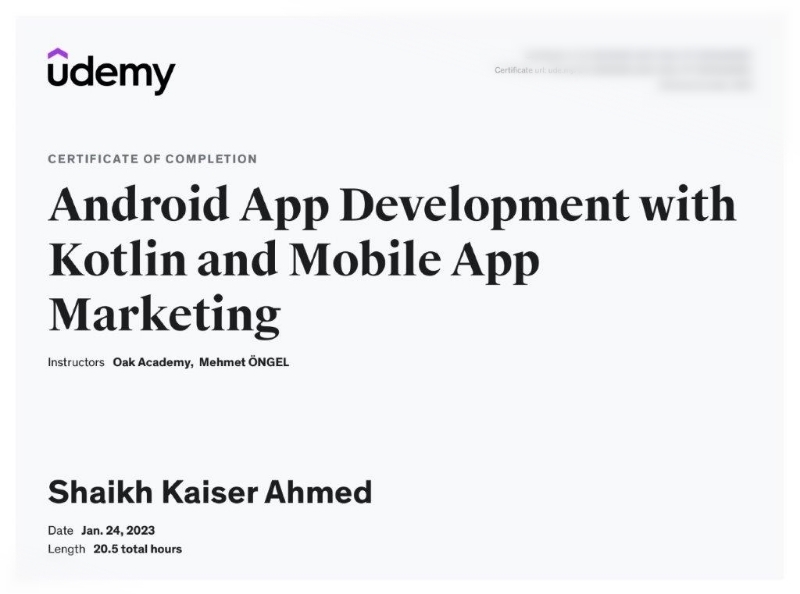 udemy
Certificate
CERTIFICATE OF COMPLETION
Android App Development with
Kotlin and Mobile App
Marketing
Instructors Oak Academy, Mehmet ÖNGEL
Shaikh Kaiser Ahmed
Date Jan. 24, 2023
Length 20.5 total hours